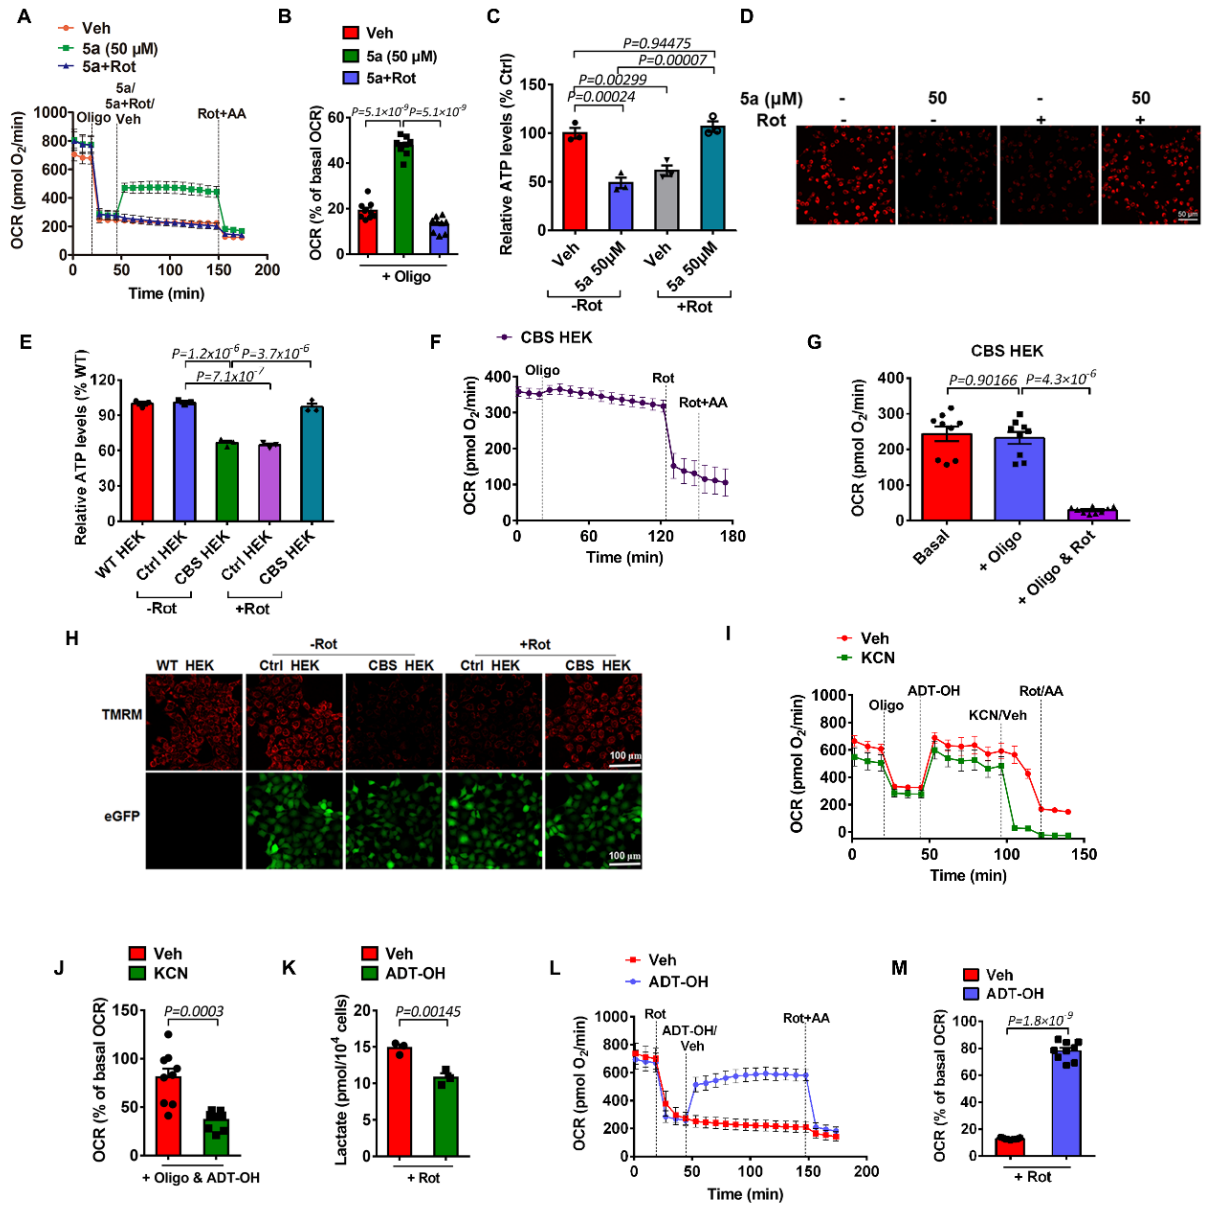 A
Veh
5a (50 µM)
5a+Rot
OCR (pmol O2/min)
1000
800
600
400
200
0
Oligo
5a/
5a+Rot/
Veh
Rot+AA
0 50 100 150 200
Time (min)
B
Veh
5a (50 µM)
5a+Rot
OCR (% of basal OCR)
60
40
20
0
P=5.1×10-9
P=5.1×10-9
+ Oligo
C
Relative ATP levels (% Ctrl)
150
100
50
0
P=0.94475
P=0.00007
P=0.00299
P=0.00024
Veh
5a 50µM
Veh
5a 50µM
-Rot +Rot
D
5a (µM) - 50 - 50
Rot - - + +
50 µm
E
Relative ATP levels (% WT)
120
90
60
30
0
P=1.2x10-6
P=3.7x10-6
P=7.1x10-7
WT HEK
Ctrl HEK
CBS HEK
Ctrl HEK
CBS HEK
-Rot +Rot
F
CBS HEK
OCR (pmol O2/min)
400
300
200
100
0
Oligo
Rot
Rot+AA
0 60 120 180
Time (min)
G
CBS HEK
OCR (pmol O2/min)
400
300
200
100
0
P=0.90166
P=4.3×10-6
Basal
+ Oligo
+ Oligo & Rot
H
-Rot +Rot
WT HEK Ctrl HEK CBS HEK Ctrl HEK CBS HEK
TMRM
100 µm
eGFP
100 µm
I
Veh
KCN
OCR (pmol O2/min)
1000
800
600
400
200
0
Oligo
ADT-OH
KCN/Veh
Rot/AA
0 50 100 150
Time (min)
J
Veh
KCN
OCR (% of basal OCR)
150
100
50
0
P=0.0003
+ Oligo & ADT-OH
K
Veh
ADT-OH
Lactate (pmol/104 cells)
20
15
10
5
0
P=0.00145
+ Rot
L
Veh
ADT-OH
OCR (pmol O2/min)
1000
800
600
400
200
0
Rot
ADT-OH/
Veh
Rot+AA
0 50 100 150 200
Time (min)
M
Veh
ADT-OH
OCR (% of basal OCR)
100
80
60
40
20
0
P=1.8×10-9
+ Rot